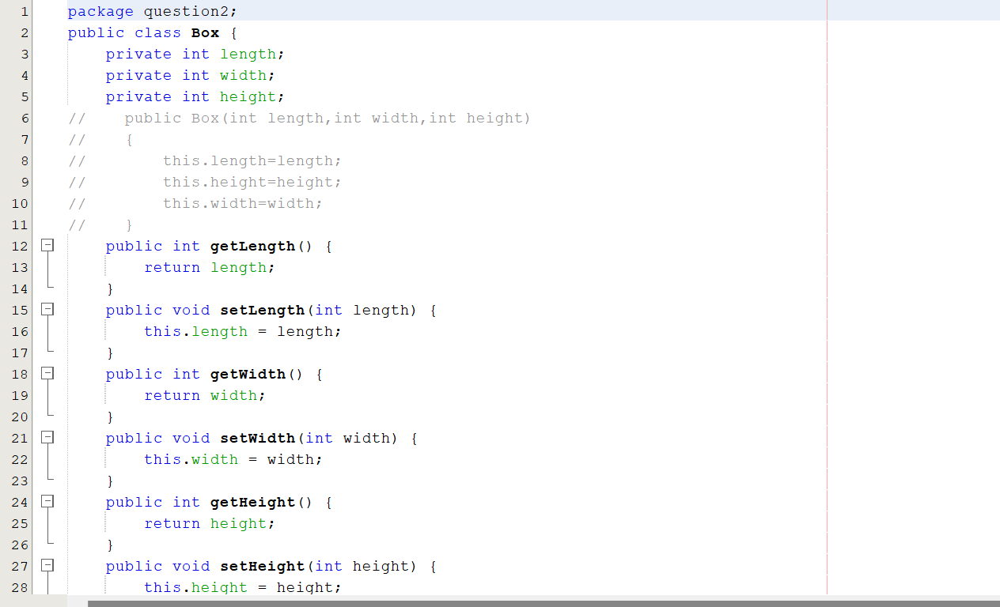 1 package question2;
2 public class Box {
3     private int length;
4     private int width;
5     private int height;
6 //    public Box(int length,int width,int height)
7 //    {
8 //        this.length=length;
9 //        this.height=height;
10 //        this.width=width;
11 //    }
12     public int getLength() {
13         return length;
14     }
15     public void setLength(int length) {
16         this.length = length;
17     }
18     public int getWidth() {
19         return width;
20     }
21     public void setWidth(int width) {
22         this.width = width;
23     }
24     public int getHeight() {
25         return height;
26     }
27     public void setHeight(int height) {
28         this.height = height;